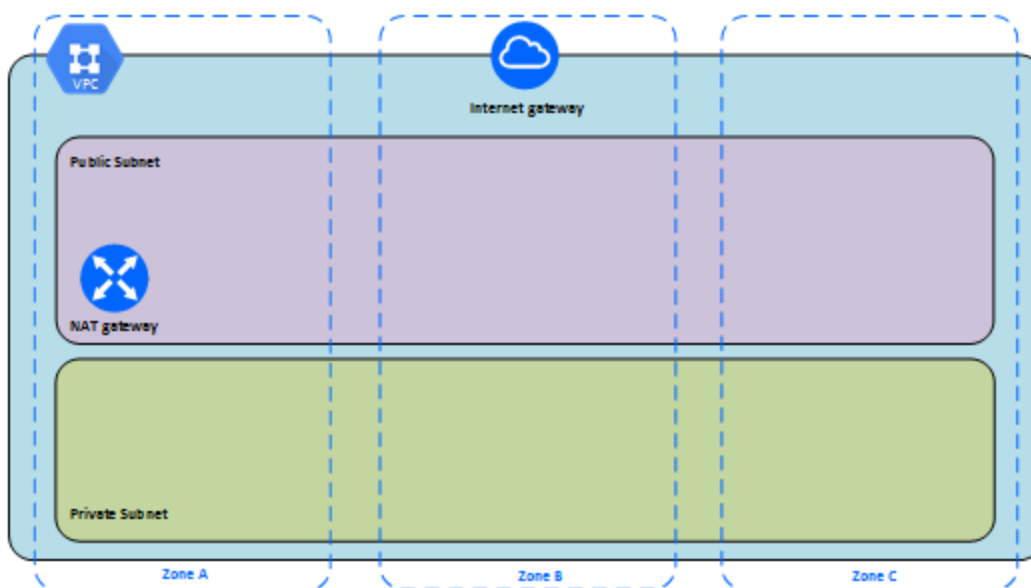 VPC
Internet gateway
Public Subnet
NAT gateway
Private Subnet
Zone A
Zone B
Zone C